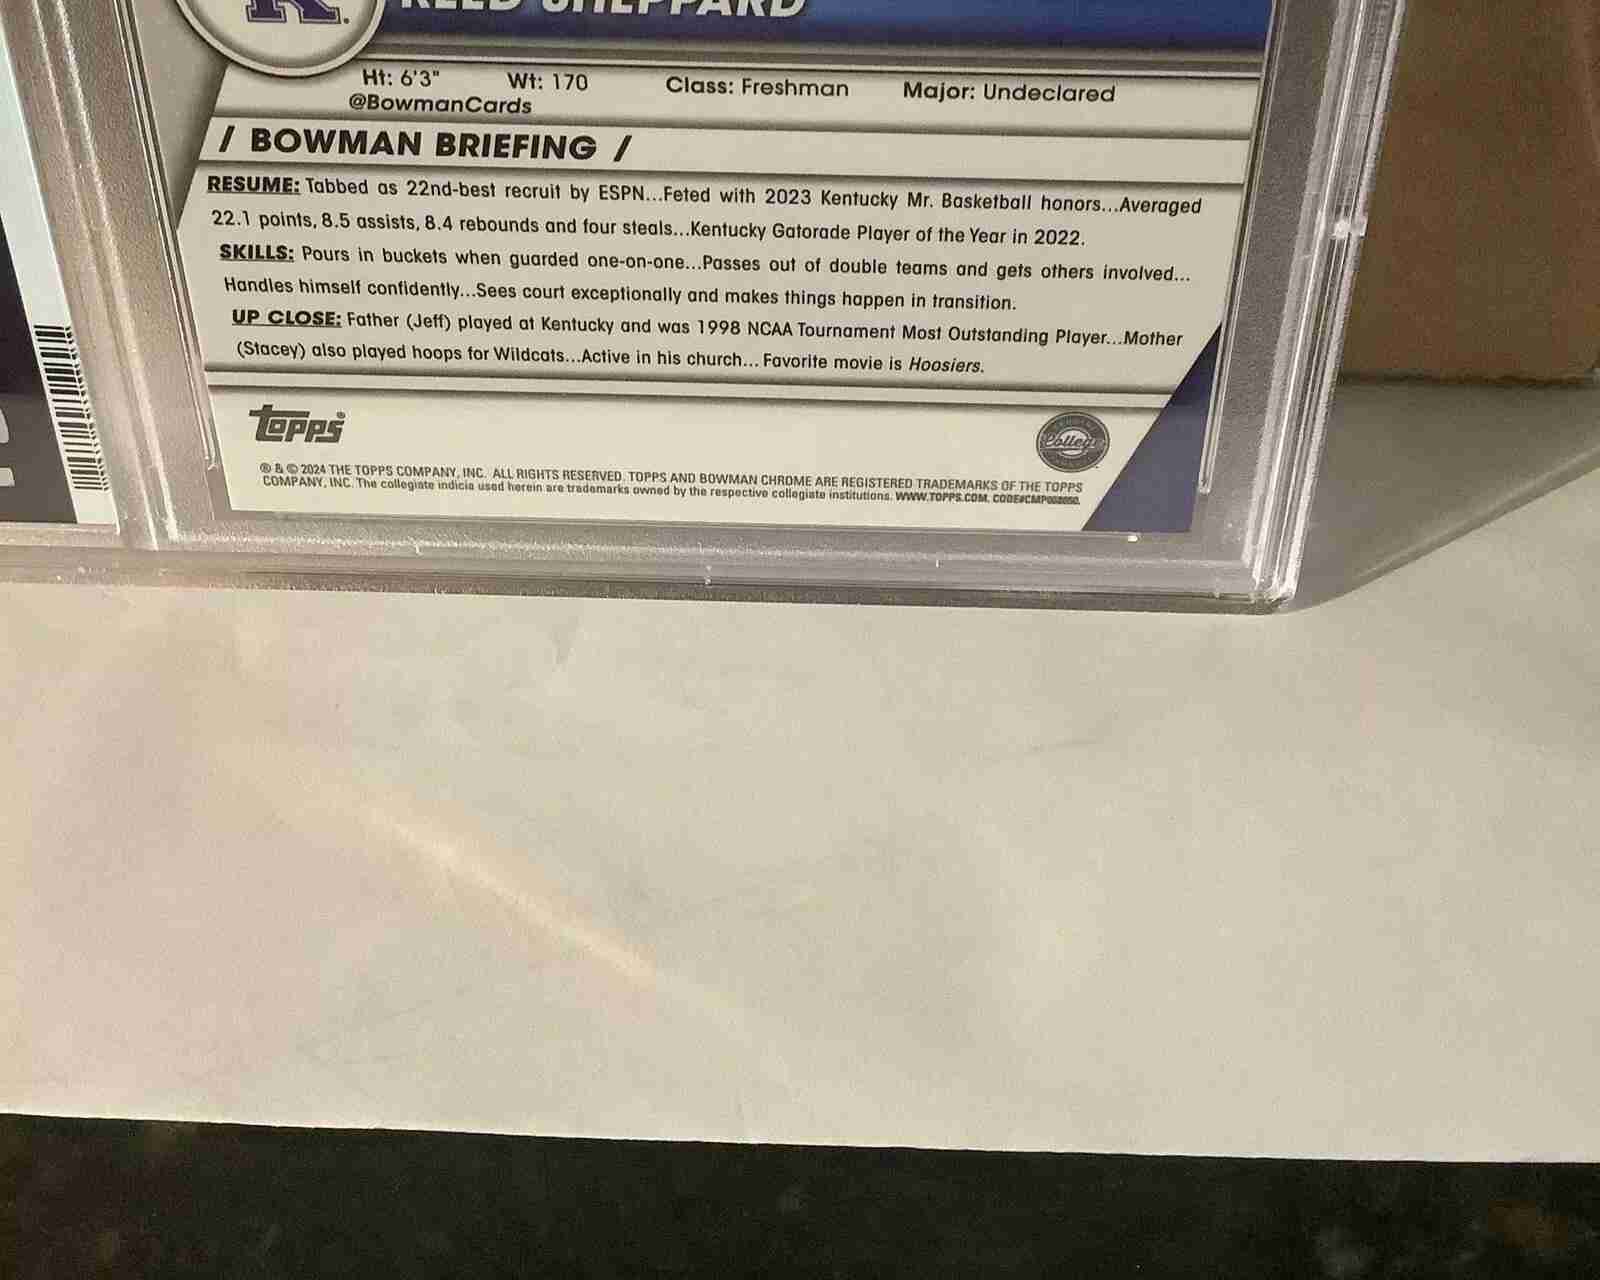 REED SHEPPARD
Ht: 6'3" Wt: 170 Class: Freshman Major: Undeclared
@BowmanCards
/ BOWMAN BRIEFING /
RESUME: Tabbed as 22nd-best recruit by ESPN...Feted with 2023 Kentucky Mr. Basketball honors...Averaged
22.1 points, 8.5 assists, 8.4 rebounds and four steals...Kentucky Gatorade Player of the Year in 2022.
SKILLS: Pours in buckets when guarded one-on-one...Passes out of double teams and gets others involved...
Handles himself confidently...Sees court exceptionally and makes things happen in transition.
UP CLOSE: Father (Jeff) played at Kentucky and was 1998 NCAA Tournament Most Outstanding Player...Mother
(Stacey) also played hoops for Wildcats...Active in his church... Favorite movie is Hoosiers.
topps®
College
® & © 2024 THE TOPPS COMPANY, INC. ALL RIGHTS RESERVED. TOPPS AND BOWMAN CHROME ARE REGISTERED TRADEMARKS OF THE TOPPS
COMPANY, INC. The collegiate indicia used herein are trademarks owned by the respective collegiate institutions. WWW.TOPPS.COM.